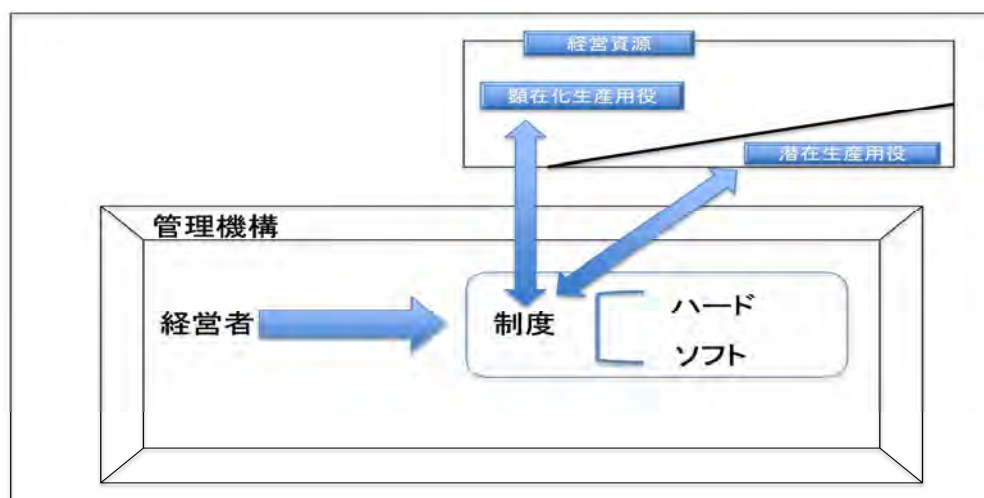 経営資源
顕在化生産用役
潜在生産用役
管理機構
経営者
制度
ハード
ソフト